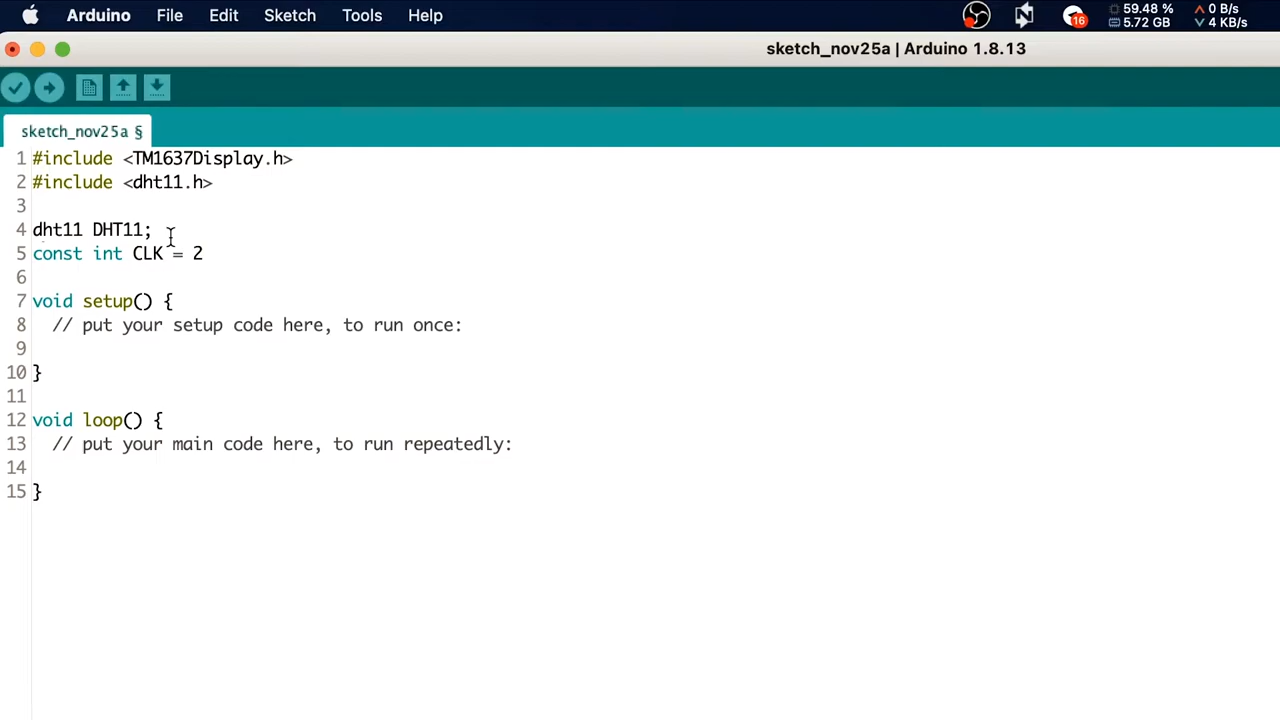 Arduino File Edit Sketch Tools Help 16 59.48 % 5.72 GB 0 B/s 4 KB/s
sketch_nov25a | Arduino 1.8.13
sketch_nov25a §
1 #include <TM1637Display.h>
2 #include <dht11.h>
3
4 dht11 DHT11;
5 const int CLK = 2
6
7 void setup() {
8 // put your setup code here, to run once:
9
10 }
11
12 void loop() {
13 // put your main code here, to run repeatedly:
14
15 }